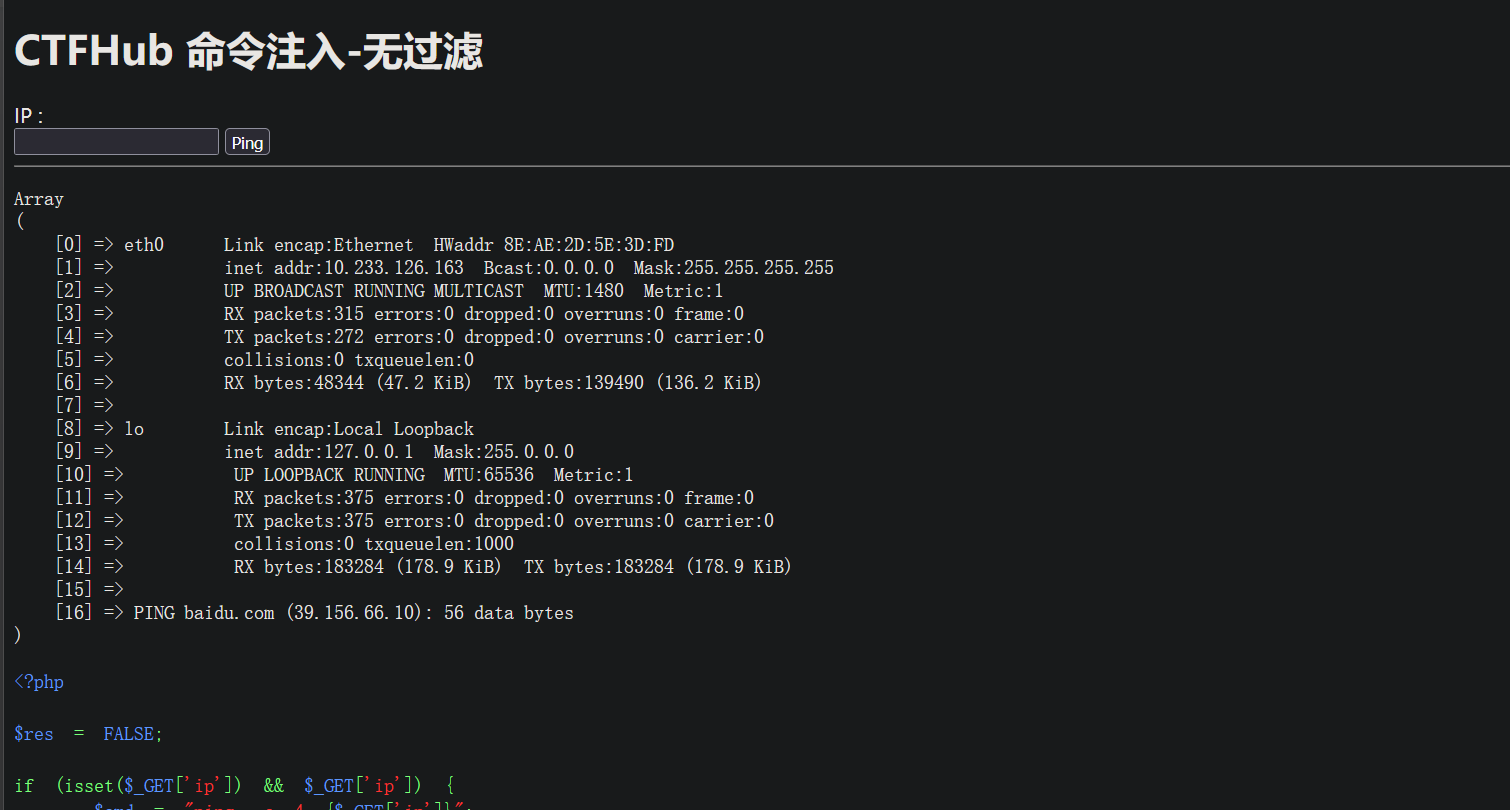 CTFHub 命令注入-无过滤
IP :
Ping
Array
(
    [0] => eth0      Link encap:Ethernet  HWaddr 8E:AE:2D:5E:3D:FD
    [1] =>           inet addr:10.233.126.163  Bcast:0.0.0.0  Mask:255.255.255.255
    [2] =>           UP BROADCAST RUNNING MULTICAST  MTU:1480  Metric:1
    [3] =>           RX packets:315 errors:0 dropped:0 overruns:0 frame:0
    [4] =>           TX packets:272 errors:0 dropped:0 overruns:0 carrier:0
    [5] =>           collisions:0 txqueuelen:0
    [6] =>           RX bytes:48344 (47.2 KiB)  TX bytes:139490 (136.2 KiB)
    [7] =>
    [8] => lo        Link encap:Local Loopback
    [9] =>           inet addr:127.0.0.1  Mask:255.0.0.0
    [10] =>           UP LOOPBACK RUNNING  MTU:65536  Metric:1
    [11] =>           RX packets:375 errors:0 dropped:0 overruns:0 frame:0
    [12] =>           TX packets:375 errors:0 dropped:0 overruns:0 carrier:0
    [13] =>           collisions:0 txqueuelen:1000
    [14] =>           RX bytes:183284 (178.9 KiB)  TX bytes:183284 (178.9 KiB)
    [15] =>
    [16] => PING baidu.com (39.156.66.10): 56 data bytes
)
<?php
$res = FALSE;
if (isset($_GET['ip']) && $_GET['ip']) {